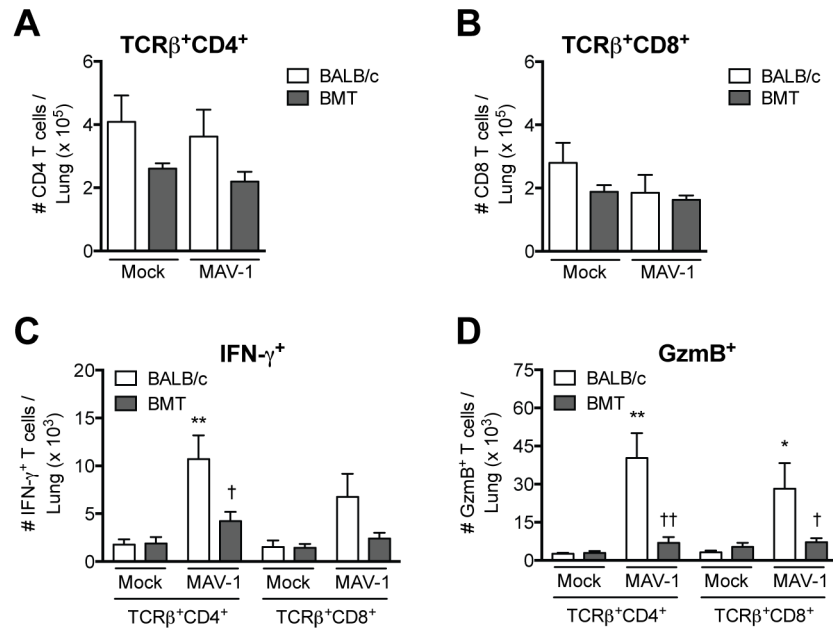 A
TCRβ+CD4+
BALB/c
BMT
# CD4 T cells /
Lung (x 10⁵)
6
4
2
0
Mock
MAV-1
B
TCRβ+CD8+
BALB/c
BMT
# CD8 T cells /
Lung (x 10⁵)
6
4
2
0
Mock
MAV-1
C
IFN-γ+
BALB/c
BMT
# IFN-γ+ T cells /
Lung (x 10³)
20
15
10
5
0
**
†
Mock
MAV-1
Mock
MAV-1
TCRβ+CD4+
TCRβ+CD8+
D
GzmB+
BALB/c
BMT
# GzmB+ T cells /
Lung (x 10³)
75
60
45
30
15
0
**
††
*
†
Mock
MAV-1
Mock
MAV-1
TCRβ+CD4+
TCRβ+CD8+